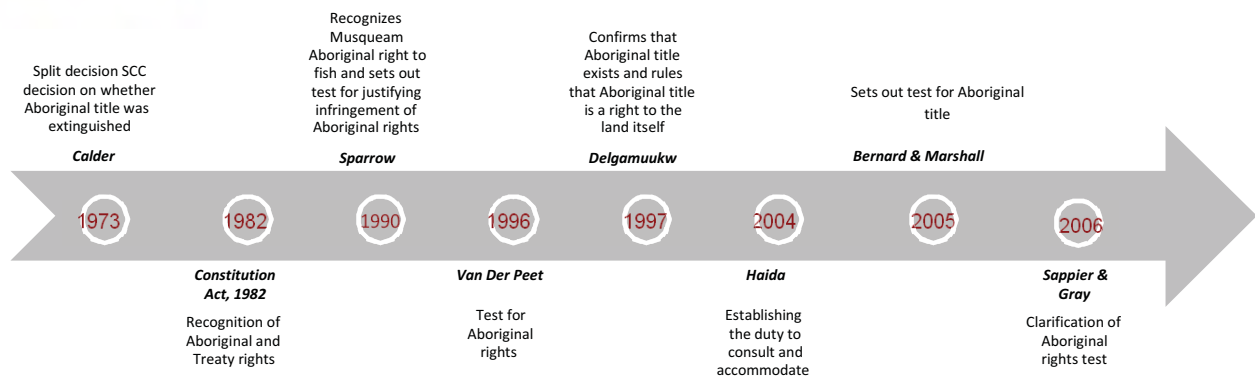 Split decision SCC
decision on whether
Aboriginal title was
extinguished
Calder
1973
1982
Constitution
Act, 1982
Recognition of
Aboriginal and
Treaty rights
Recognizes
Musqueam
Aboriginal right to
fish and sets out
test for justifying
infringement of
Aboriginal rights
Sparrow
1990
1996
Van Der Peet
Test for
Aboriginal
rights
Confirms that
Aboriginal title
exists and rules
that Aboriginal title
is a right to the
land itself
Delgamuukw
1997
2004
Haida
Establishing
the duty to
consult and
accommodate
Sets out test for Aboriginal
title
Bernard & Marshall
2005
2006
Sappier &
Gray
Clarification of
Aboriginal
rights test